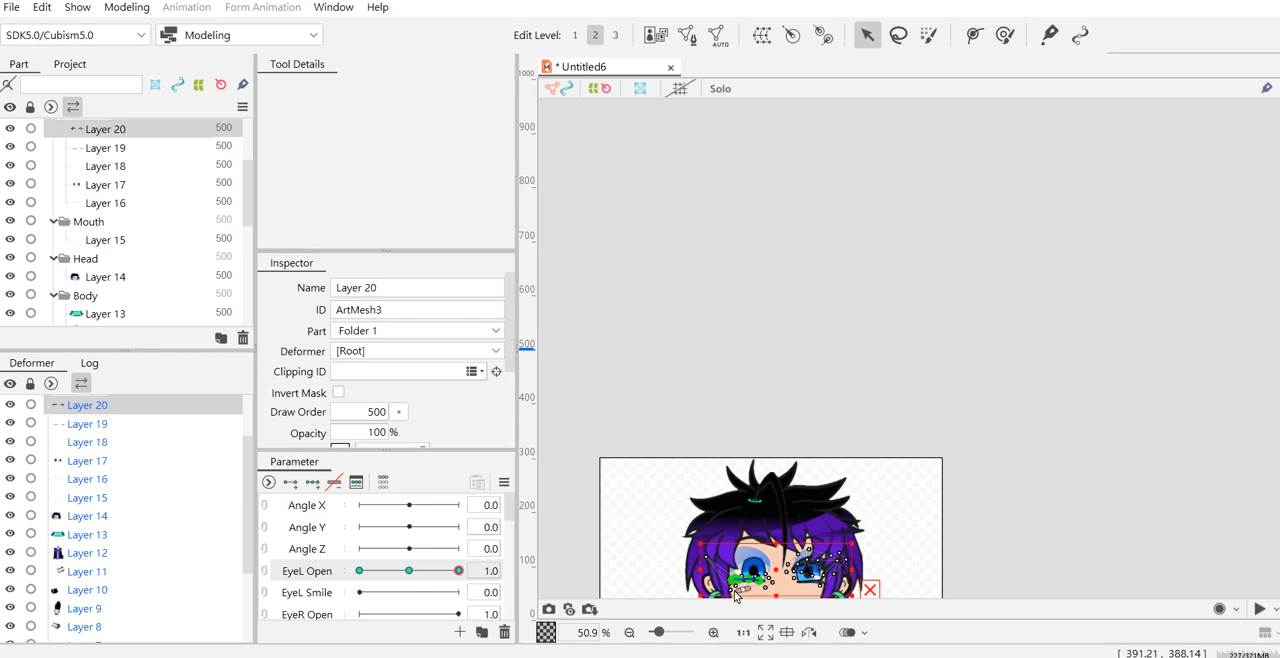 File Edit Show Modeling Animation Form Animation Window Help
SDK5.0/Cubism5.0 Modeling Edit Level: 1 2 3 AUTO
Part Project Tool Details * Untitled6
Solo
Layer 20 500
Layer 19 500
Layer 18 500
Layer 17 500
Layer 16 500
Mouth 500
Layer 15 500
Head 500
Layer 14 500
Body 500
Layer 13 500
Deformer Log
Layer 20
Layer 19
Layer 18
Layer 17
Layer 16
Layer 15
Layer 14
Layer 13
Layer 12
Layer 11
Layer 10
Layer 9
Layer 8
Inspector
Name Layer 20
ID ArtMesh3
Part Folder 1
Deformer [Root]
Clipping ID
Invert Mask
Draw Order 500
Opacity 100 %
Parameter
Angle X : 0.0
Angle Y : 0.0
Angle Z : 0.0
EyeL Open : 1.0
EyeL Smile : 0.0
EyeR Open : 1.0
1000
900
800
700
600
500
400
300
200
100
0
50.9 % 1:1
[ 391.21, 388.14 ] 227/321MB